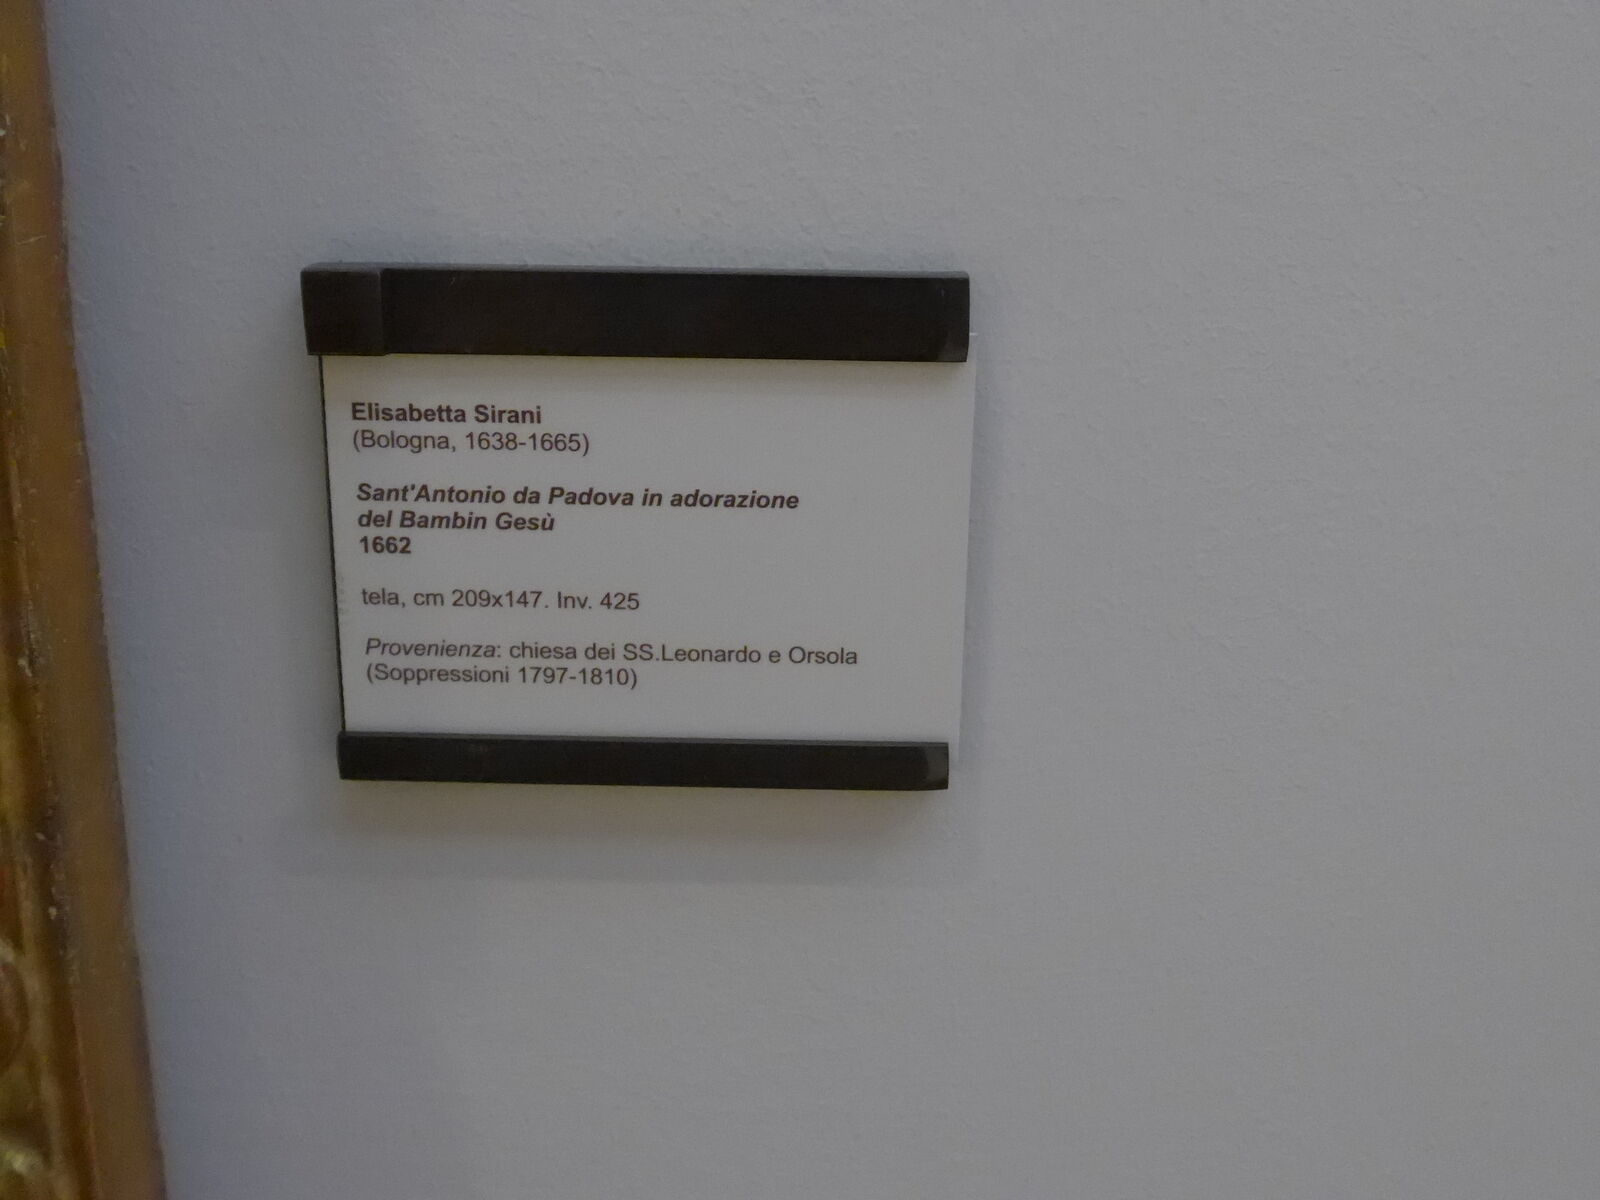 Elisabetta Sirani
(Bologna, 1638-1665)
Sant'Antonio da Padova in adorazione
del Bambin Gesù
1662
tela, cm 209x147. Inv. 425
Provenienza: chiesa dei SS.Leonardo e Orsola
(Soppressioni 1797-1810)